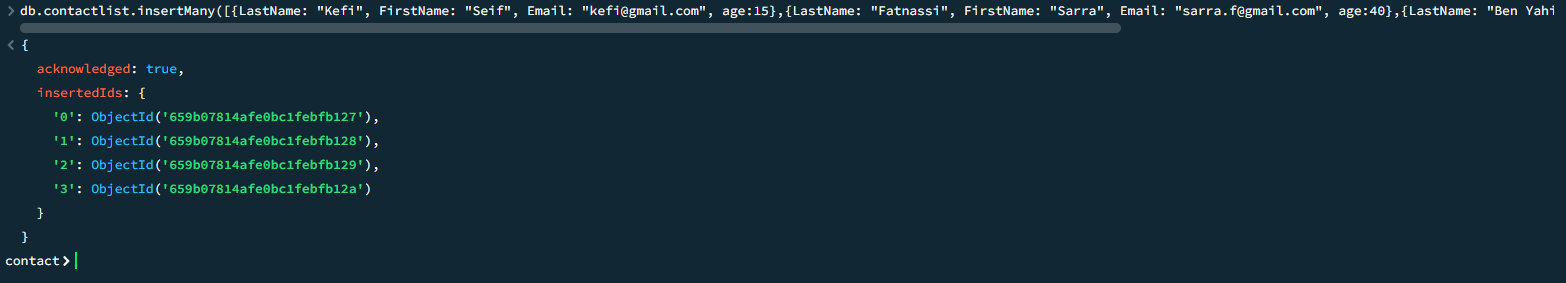 db.contactlist.insertMany([{LastName: "Kefi", FirstName: "Seif", Email: "kefi@gmail.com", age:15},{LastName: "Fatnassi", FirstName: "Sarra", Email: "sarra.f@gmail.com", age:40},{LastName: "Ben Yahi
{
acknowledged: true,
insertedIds: {
'0': ObjectId('659b07814afe0bc1febfb127'),
'1': ObjectId('659b07814afe0bc1febfb128'),
'2': ObjectId('659b07814afe0bc1febfb129'),
'3': ObjectId('659b07814afe0bc1febfb12a')
}
}
contact>